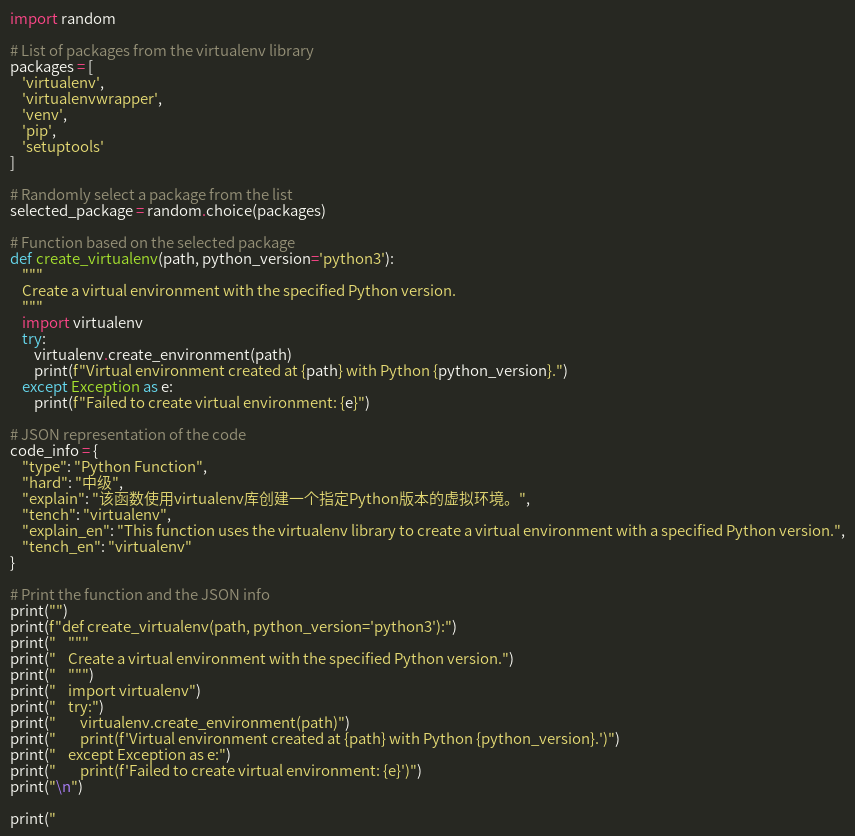 import random

# List of packages from the virtualenv library
packages = [
    'virtualenv',
    'virtualenvwrapper',
    'venv',
    'pip',
    'setuptools'
]

# Randomly select a package from the list
selected_package = random.choice(packages)

# Function based on the selected package
def create_virtualenv(path, python_version='python3'):
    """
    Create a virtual environment with the specified Python version.
    """
    import virtualenv
    try:
        virtualenv.create_environment(path)
        print(f"Virtual environment created at {path} with Python {python_version}.")
    except Exception as e:
        print(f"Failed to create virtual environment: {e}")

# JSON representation of the code
code_info = {
    "type": "Python Function",
    "hard": "中级",
    "explain": "该函数使用virtualenv库创建一个指定Python版本的虚拟环境。",
    "tench": "virtualenv",
    "explain_en": "This function uses the virtualenv library to create a virtual environment with a specified Python version.",
    "tench_en": "virtualenv"
}

# Print the function and the JSON info
print("")
print(f"def create_virtualenv(path, python_version='python3'):")
print("    """
print("    Create a virtual environment with the specified Python version.")
print("    """)
print("    import virtualenv")
print("    try:")
print("        virtualenv.create_environment(path)")
print("        print(f'Virtual environment created at {path} with Python {python_version}.')")
print("    except Exception as e:")
print("        print(f'Failed to create virtual environment: {e}')")
print("\n")

print("